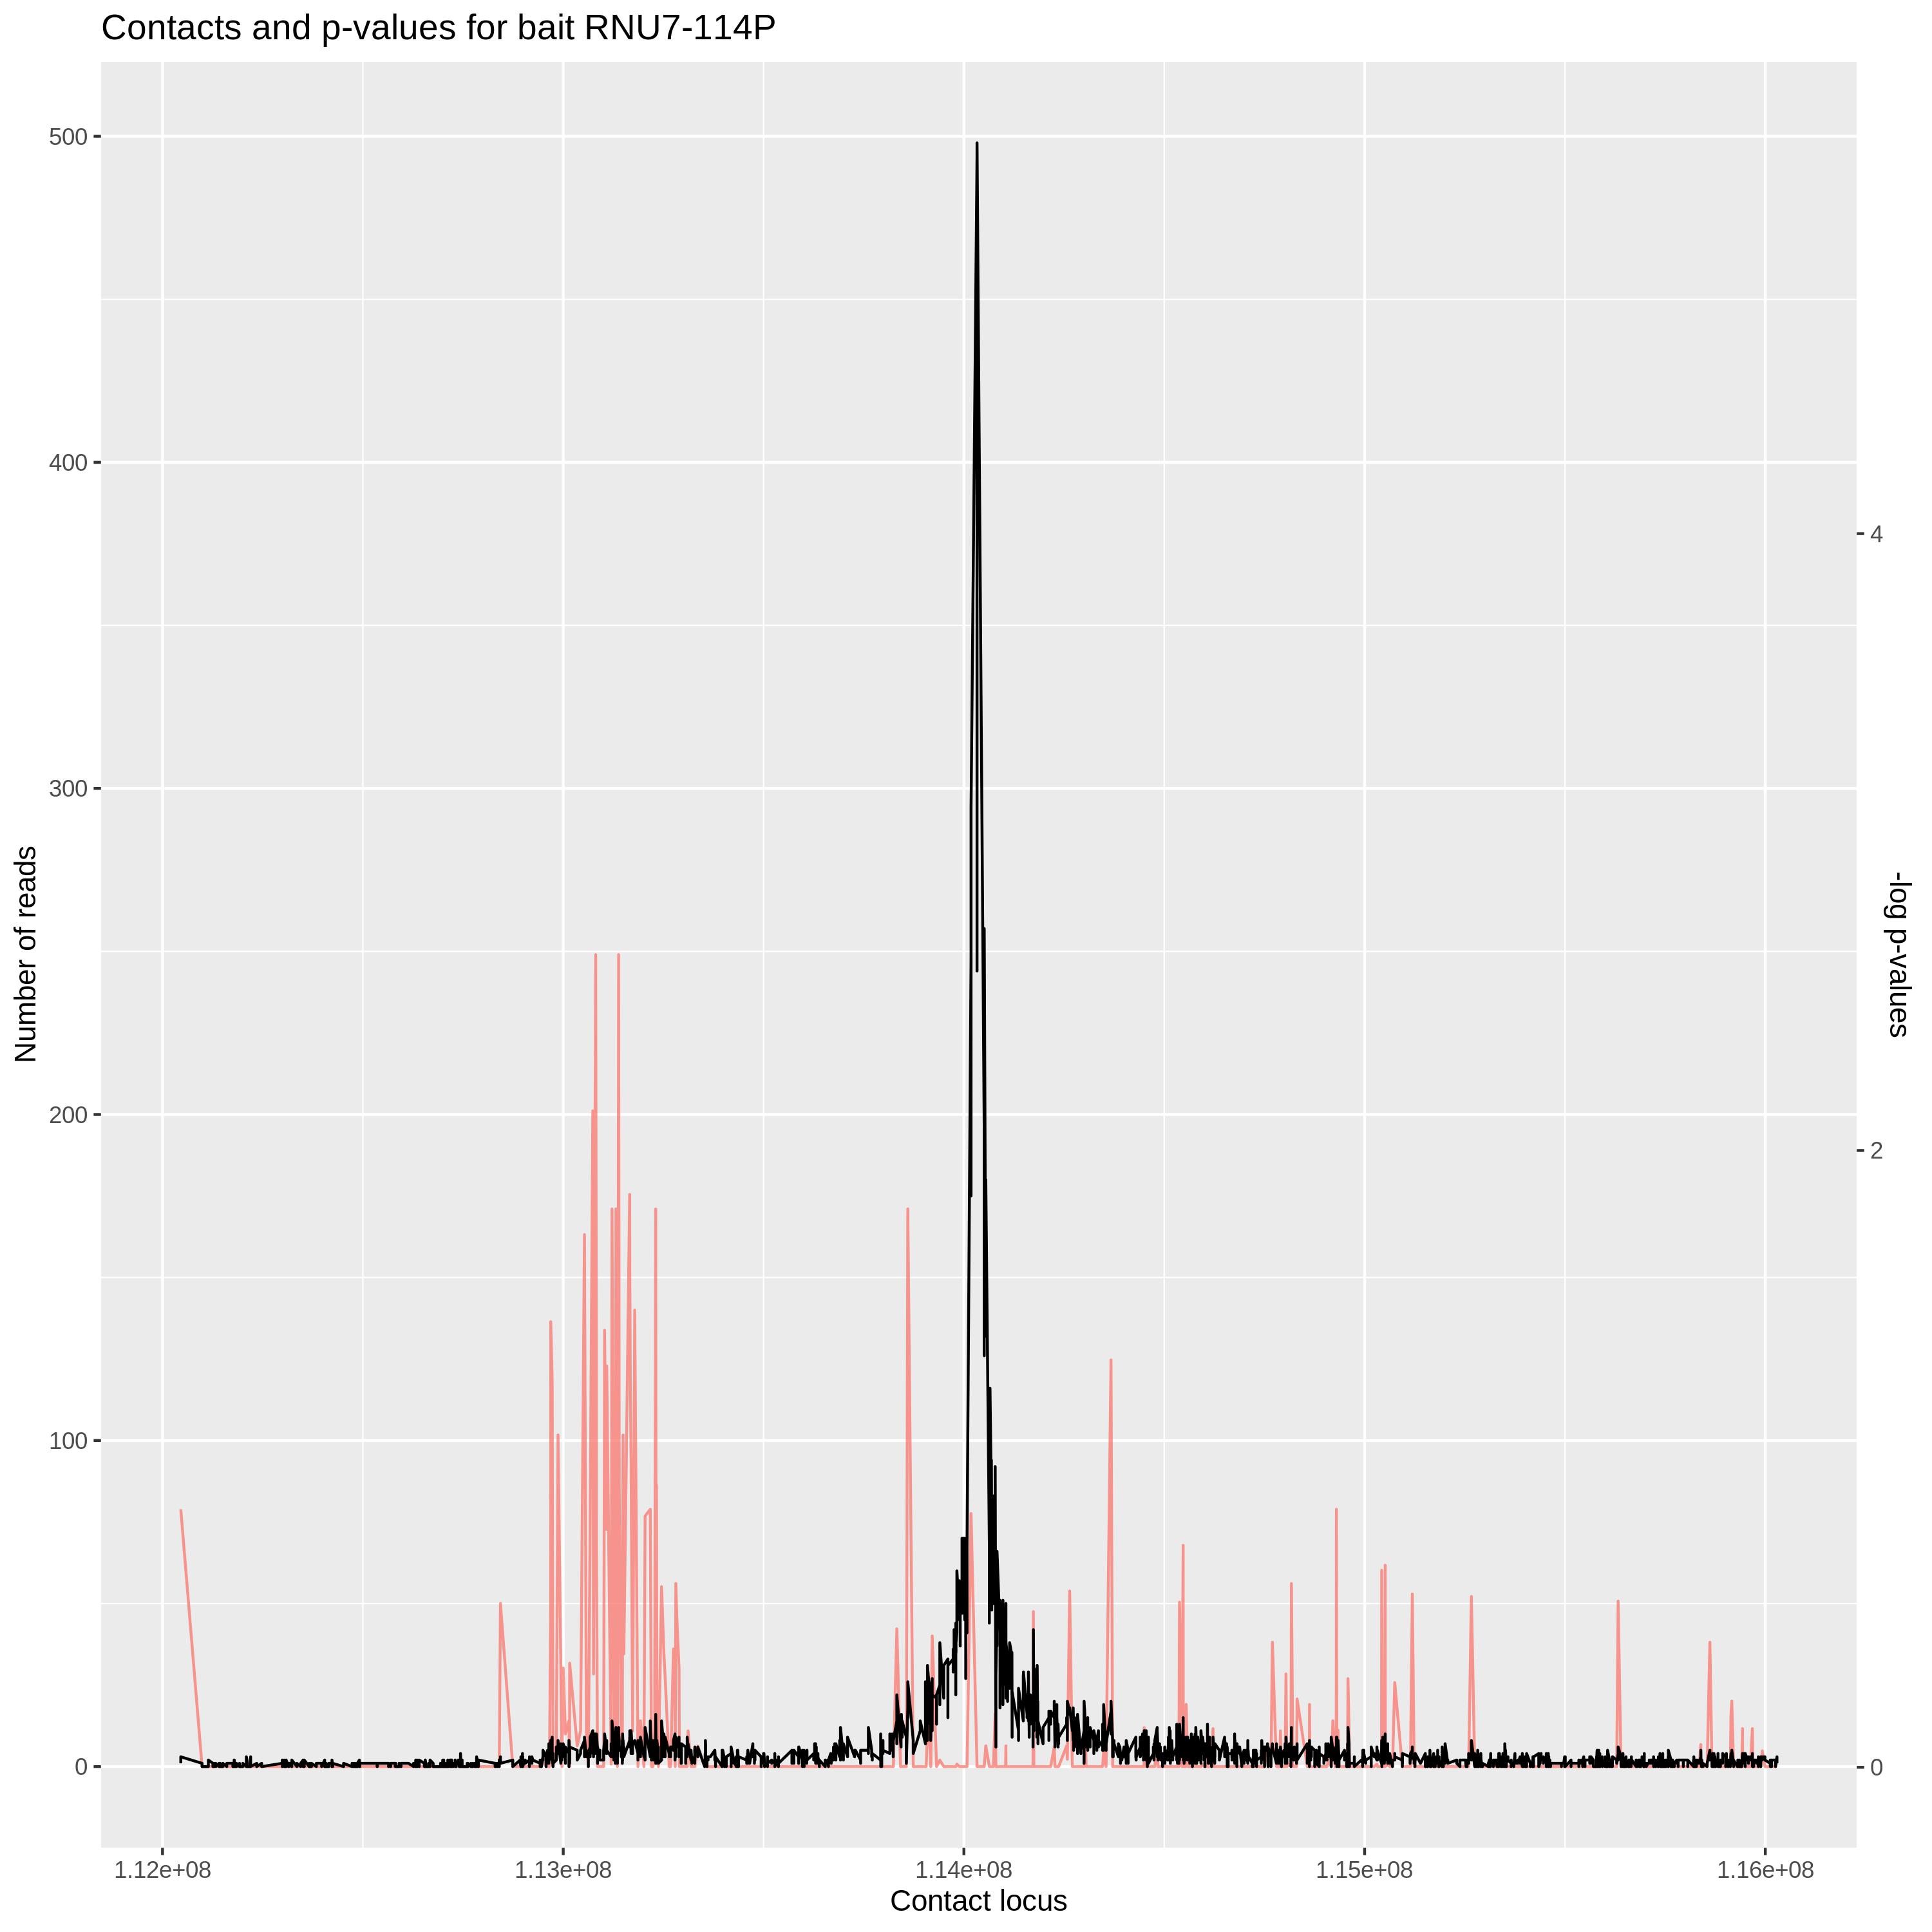 Contacts and p-values for bait RNU7-114P
500
400
300
200
100
0
Number of reads
4
2
0
-log p-values
1.12e+08
1.13e+08
1.14e+08
1.15e+08
1.16e+08
Contact locus